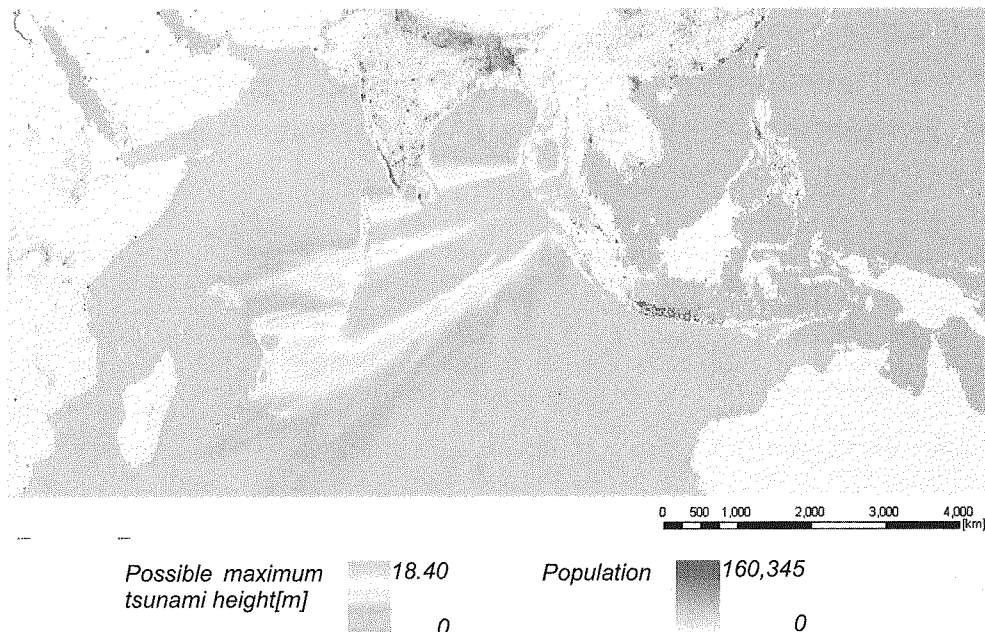 0 500 1,000 2,000 3,000 4,000
[km]
Possible maximum tsunami height[m]
18.40
0
Population
160,345
0